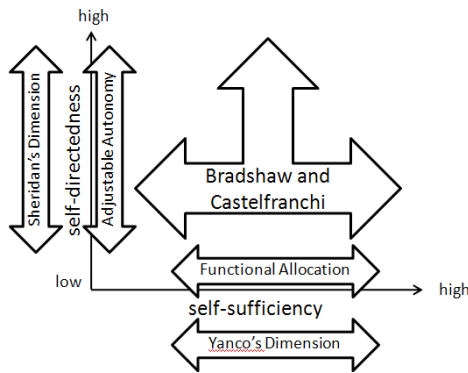 high
Sheridan's Dimension
self-directedness
Adjustable Autonomy
Bradshaw and
Castelfranchi
Functional Allocation
low
high
self-sufficiency
Yanco's Dimension